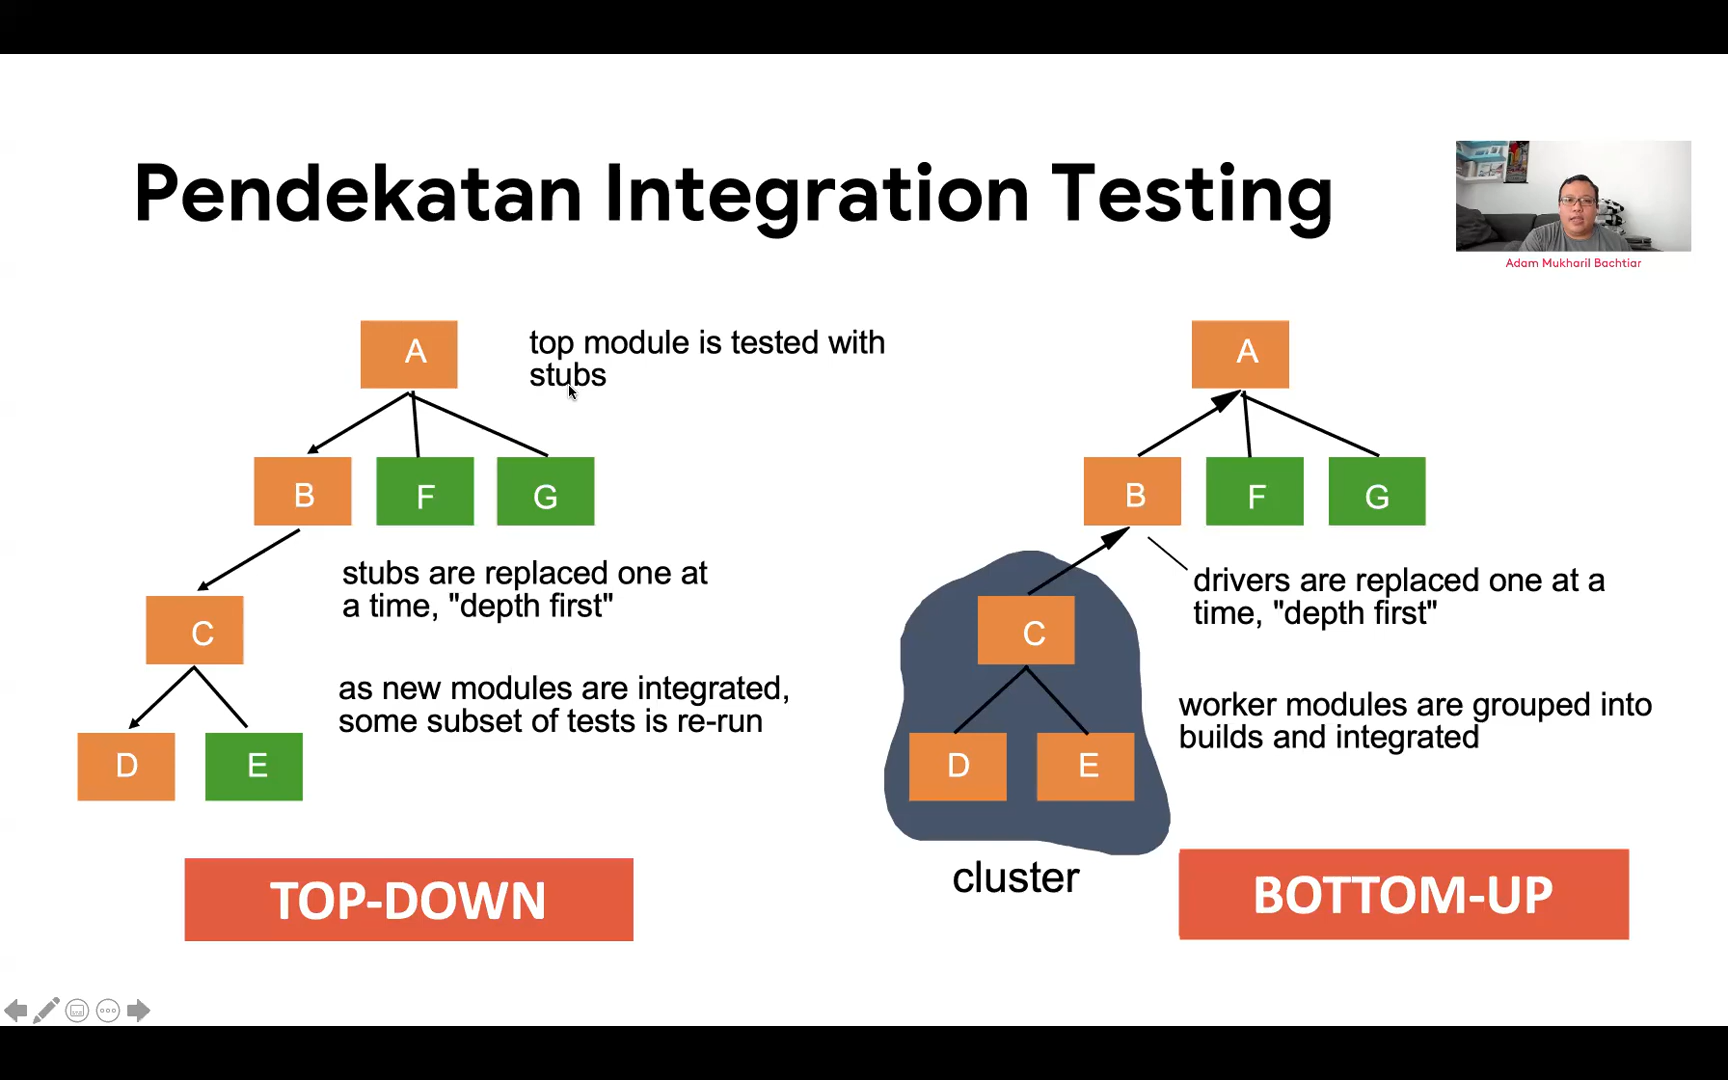 Pendekatan Integration Testing
Adam Mukharil Bachtiar
A
top module is tested with
stubs
B
F
G
stubs are replaced one at
a time, "depth first"
C
as new modules are integrated,
some subset of tests is re-run
D
E
TOP-DOWN
A
B
F
G
drivers are replaced one at a
time, "depth first"
C
worker modules are grouped into
builds and integrated
D
E
cluster
BOTTOM-UP